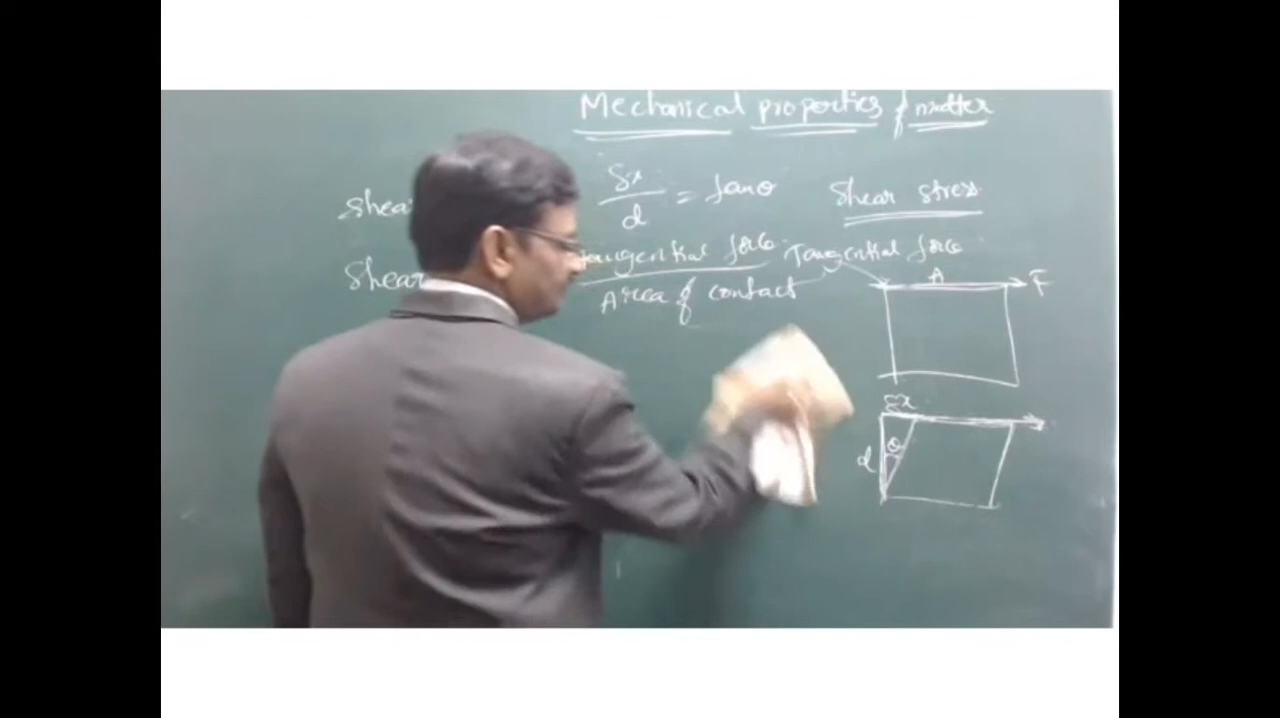 Mechanical properties of matter
Shear
δx/d = tanθ
Shear stress
Shear
Tangential force
Area of contact
Tangential force
A
F
δx
d
θ